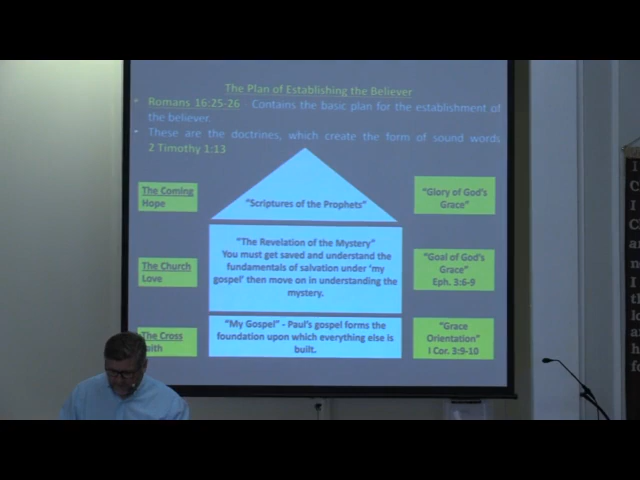 The Plan of Establishing the Believer
• Romans 16:25-26 - Contains the basic plan for the establishment of
the believer.
• These are the doctrines, which create the form of sound words
2 Timothy 1:13
The Coming
Hope
"Scriptures of the Prophets"
"Glory of God's
Grace"
The Church
Love
"The Revelation of the Mystery"
You must get saved and understand the
fundamentals of salvation under 'my
gospel' then move on in understanding the
mystery.
"Goal of God's
Grace"
Eph. 3:6-9
The Cross
"My Gospel" - Paul's gospel forms the
foundation upon which everything else is
built.
"Grace
Orientation"
I Cor. 3:9-10